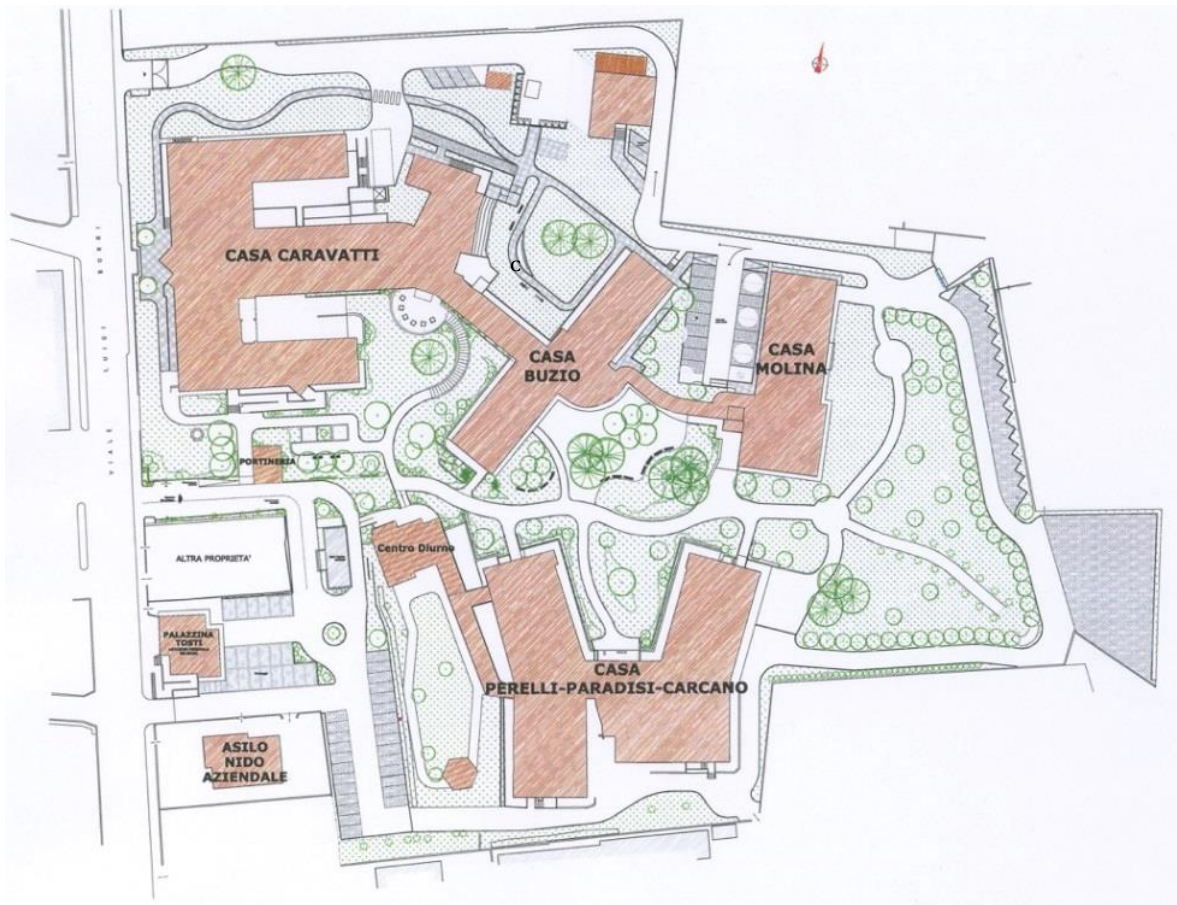 C
CASA CARAVATTI
VIALE LUIGI BORRI
CASA
BUZIO
CASA
MOLINA
PORTINERIA
Centro Diurno
ALTRA PROPRIETA'
PALAZZINA
TOSTI
CASA
PERELLI-PARADISI-CARCANO
ASILO
NIDO
AZIENDALE